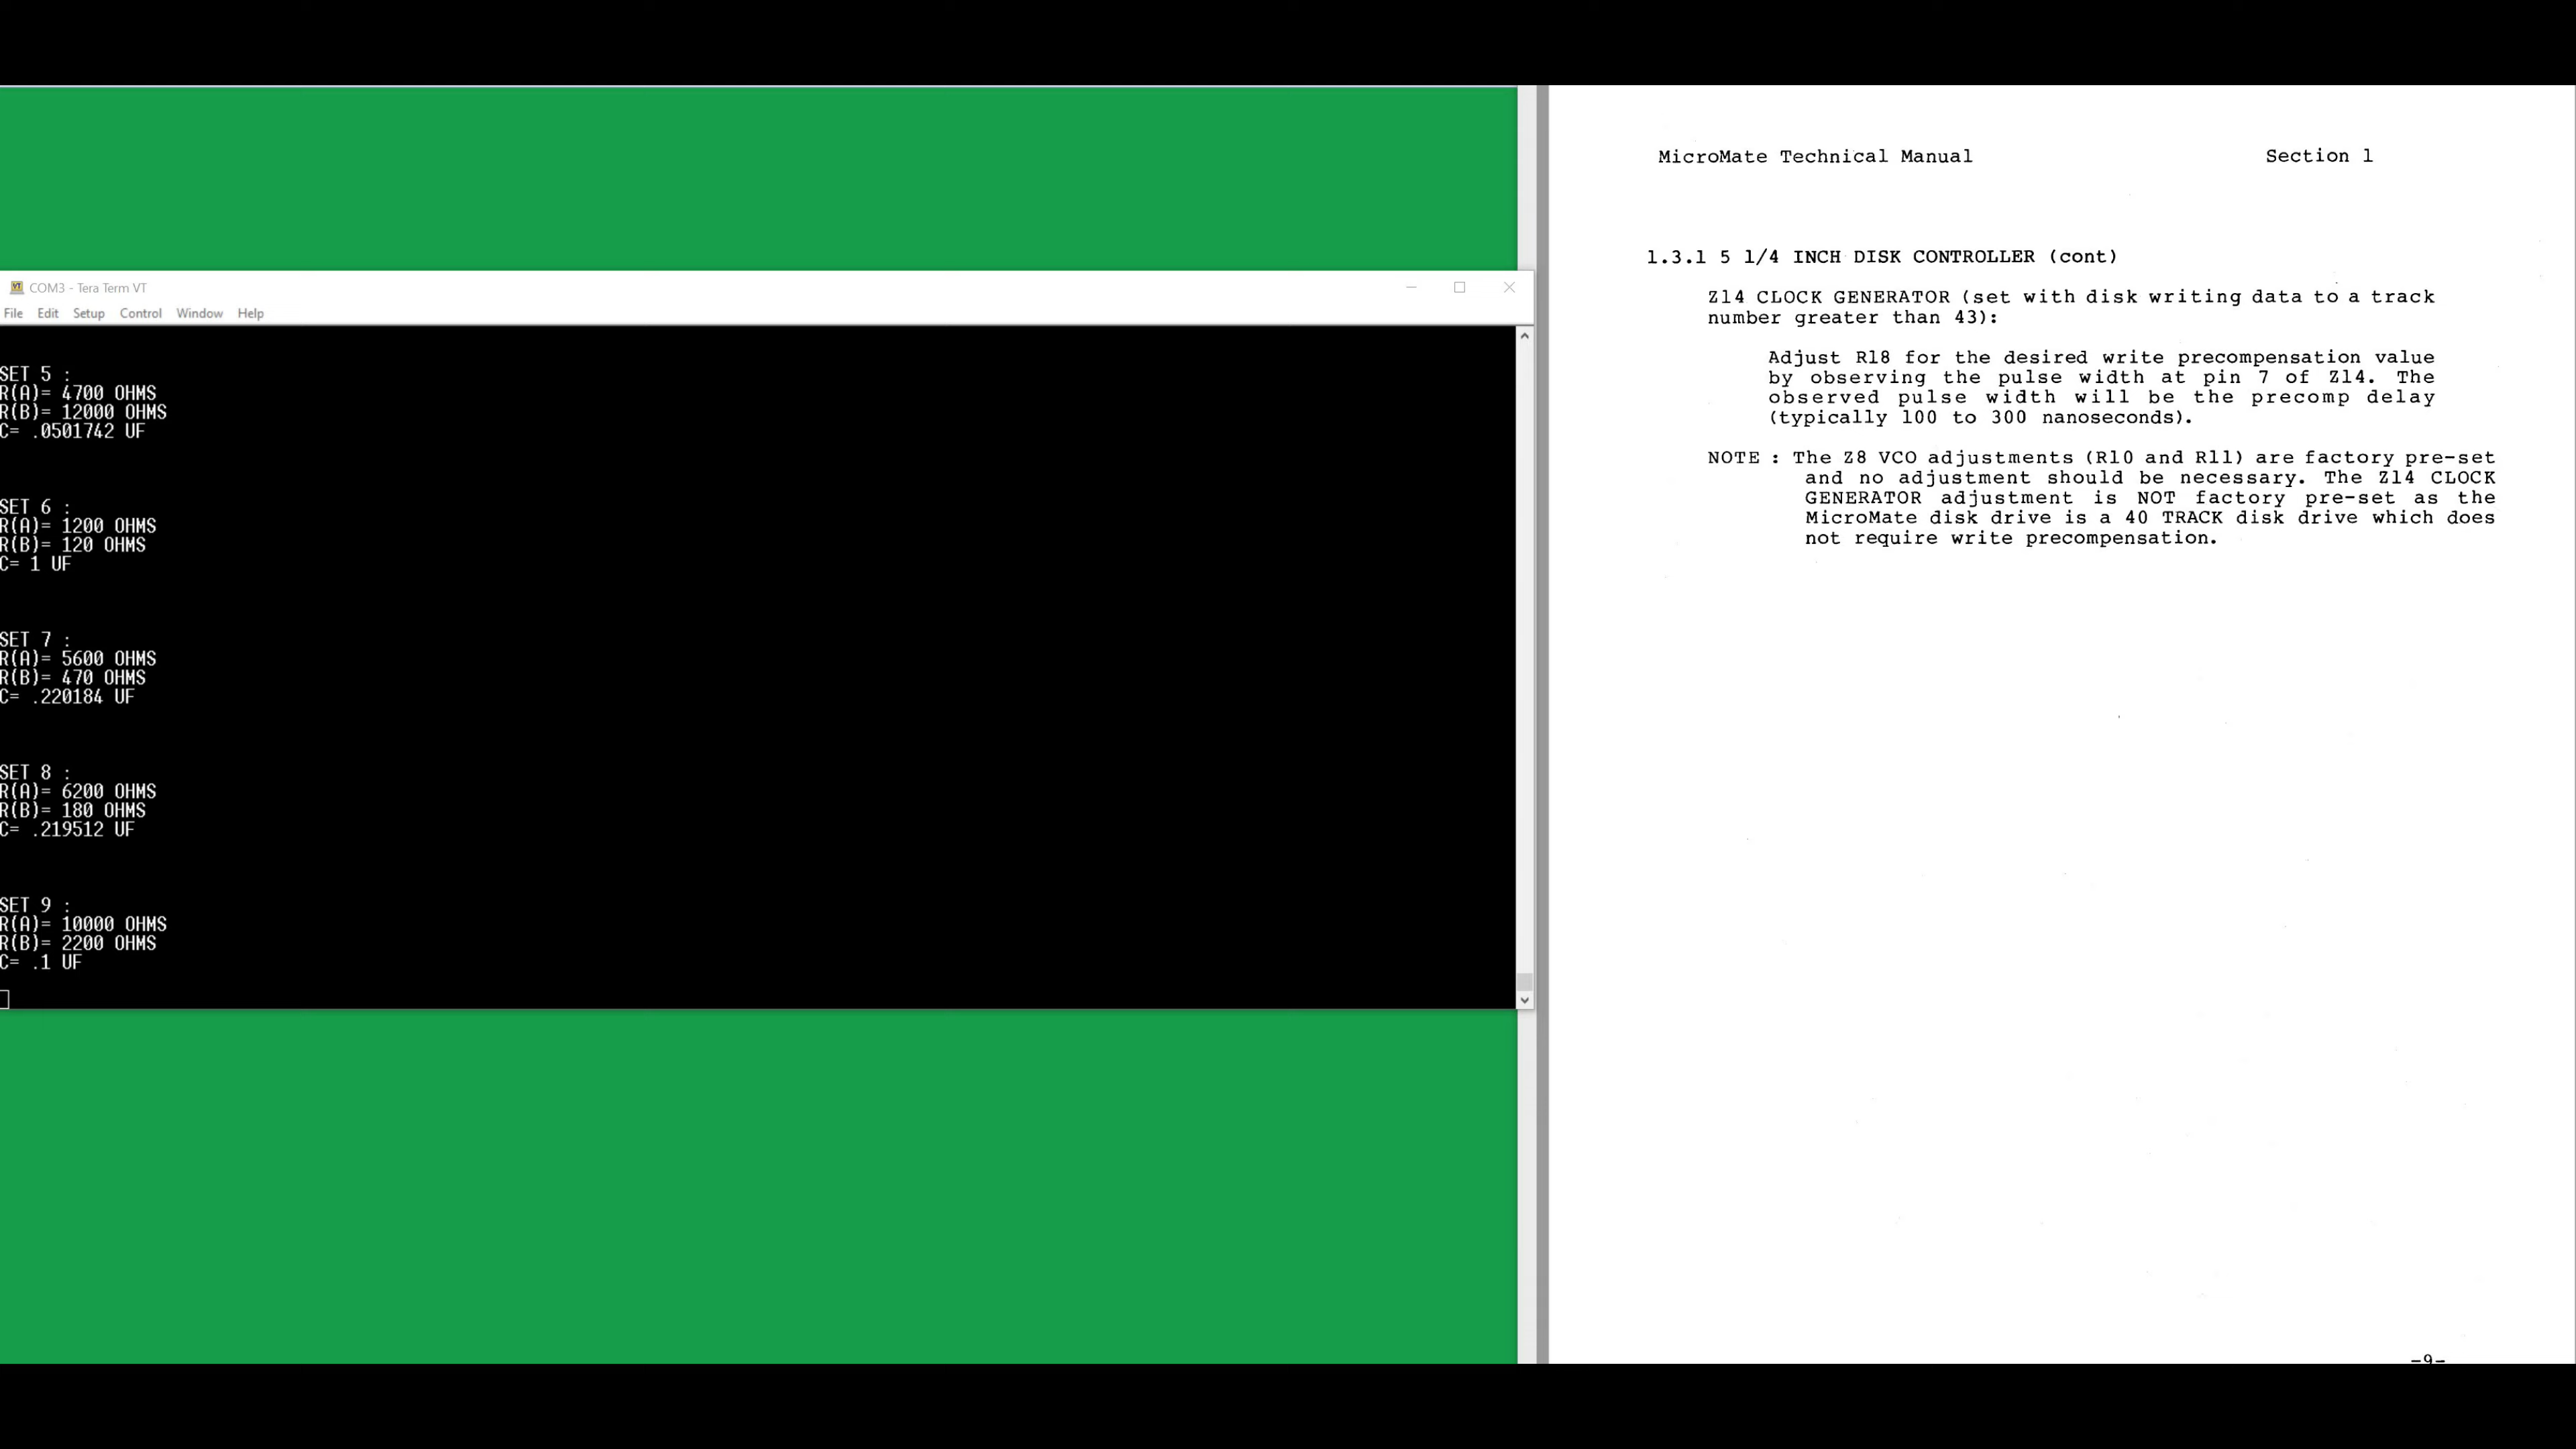 COM3 - Tera Term VT
File Edit Setup Control Window Help
SET 5 :
R(A)= 4700 OHMS
R(B)= 12000 OHMS
C= .0501742 UF
SET 6 :
R(A)= 1200 OHMS
R(B)= 120 OHMS
C= 1 UF
SET 7 :
R(A)= 5600 OHMS
R(B)= 470 OHMS
C= .220184 UF
SET 8 :
R(A)= 6200 OHMS
R(B)= 180 OHMS
C= .219512 UF
SET 9 :
R(A)= 10000 OHMS
R(B)= 2200 OHMS
C= .1 UF
MicroMate Technical Manual Section 1
1.3.1 5 1/4 INCH DISK CONTROLLER (cont)
Z14 CLOCK GENERATOR (set with disk writing data to a track
number greater than 43):
Adjust R18 for the desired write precompensation value
by observing the pulse width at pin 7 of Z14. The
observed pulse width will be the precomp delay
(typically 100 to 300 nanoseconds).
NOTE : The Z8 VCO adjustments (R10 and R11) are factory pre-set
and no adjustment should be necessary. The Z14 CLOCK
GENERATOR adjustment is NOT factory pre-set as the
MicroMate disk drive is a 40 TRACK disk drive which does
not require write precompensation.
-9-